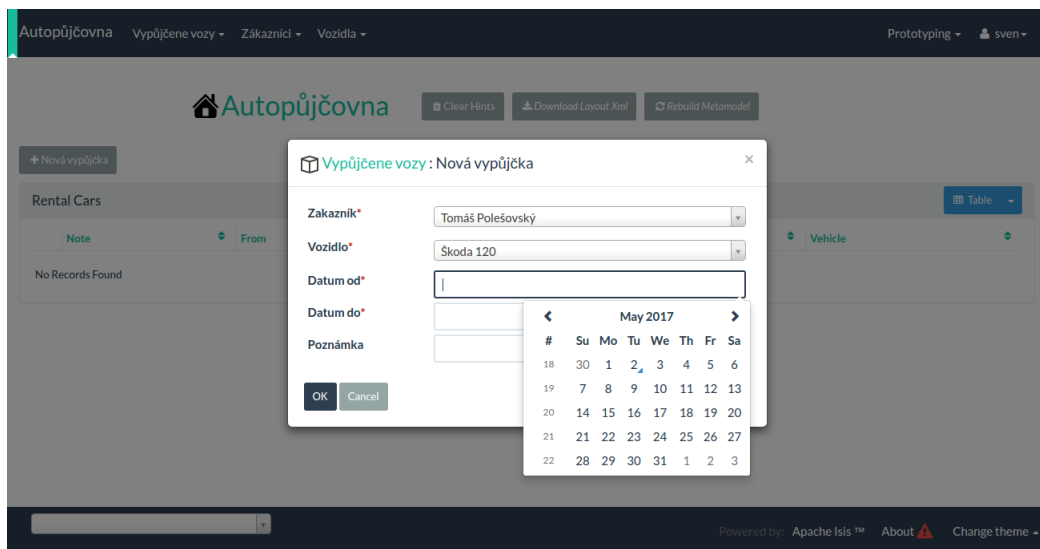 Autopůjčovna Vypůjčene vozy Zákazníci Vozidla Prototyping sven
Autopůjčovna Clear Hints Download Layout Xml Rebuild Metamodel
Nová vypůjčka
Vypůjčene vozy : Nová vypůjčka ×
Rental Cars Table
Zakazník* Tomáš Polešovský
Note From Vehicle
Vozidlo* Škoda 120
No Records Found
Datum od*
Datum do*
Poznámka
May 2017
# Su Mo Tu We Th Fr Sa
18 30 1 2 3 4 5 6
19 7 8 9 10 11 12 13
20 14 15 16 17 18 19 20
21 21 22 23 24 25 26 27
22 28 29 30 31 1 2 3
OK Cancel
Powered by: Apache Isis ™ About Change theme